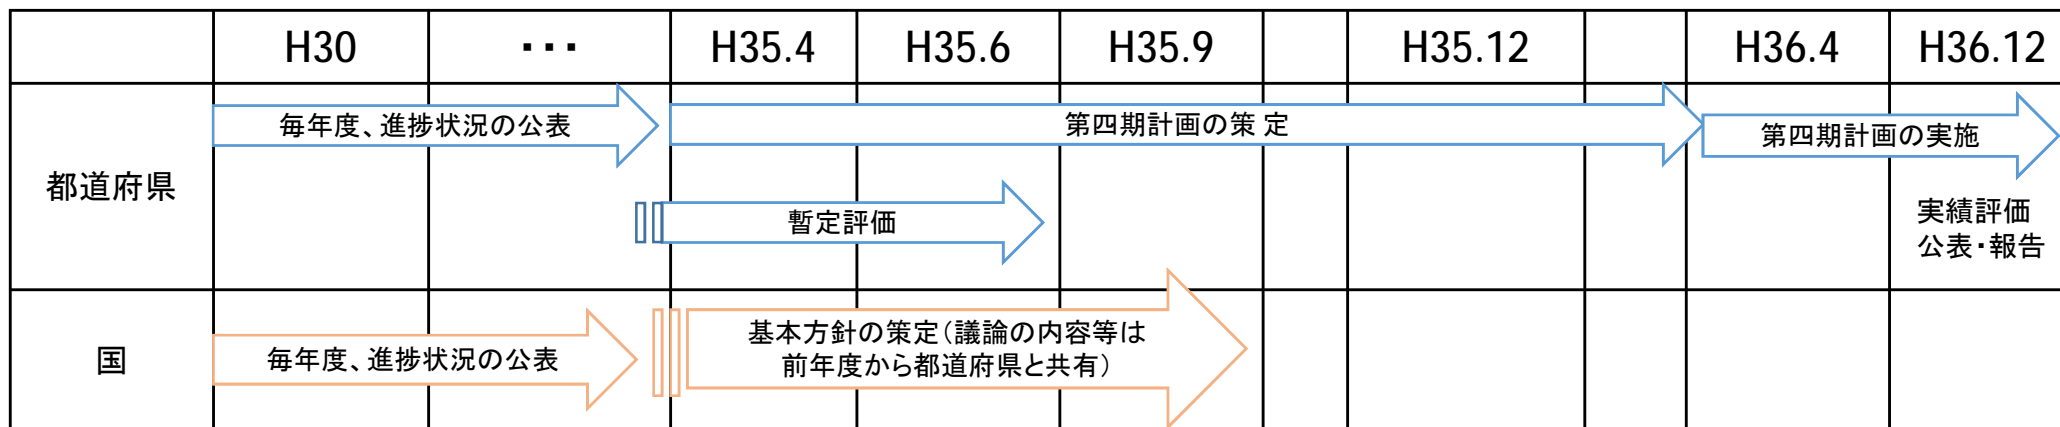 H30 ・・・ H35.4 H35.6 H35.9 H35.12 H36.4 H36.12
都道府県
毎年度、進捗状況の公表
第四期計画の策 定
第四期計画の実施
暫定評価
実績評価
公表・報告
国
毎年度、進捗状況の公表
基本方針の策定（議論の内容等は
前年度から都道府県と共有）